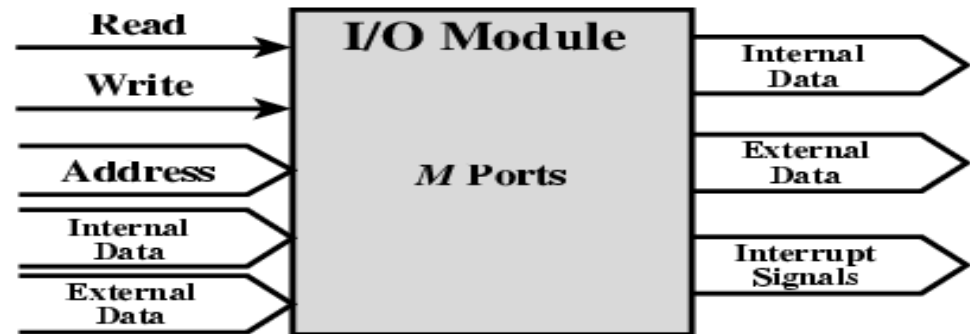 Read
Write
Address
Internal
Data
External
Data
I/O Module
M Ports
Internal
Data
External
Data
Interrupt
Signals